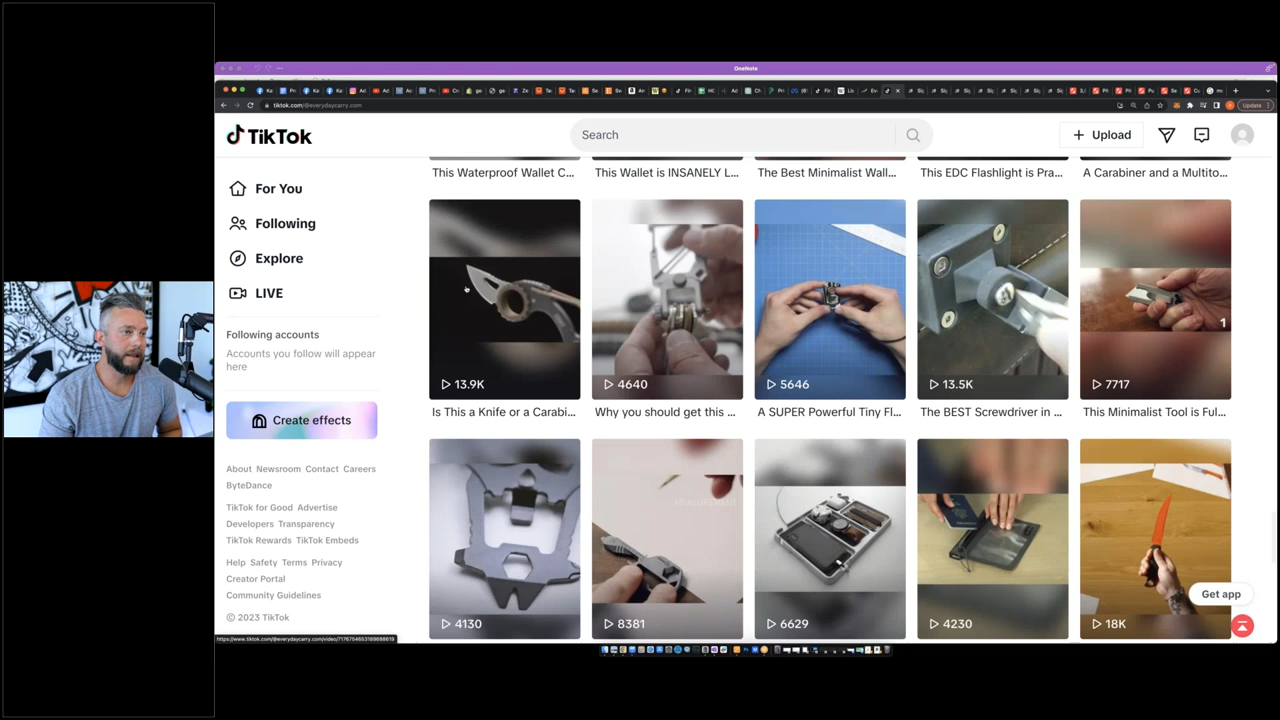 OneNote
tiktok.com/@everydaycarry.com
Update
TikTok
Search
Upload
For You
Following
Explore
LIVE
Following accounts
Accounts you follow will appear
here
Create effects
About Newsroom Contact Careers
ByteDance
TikTok for Good Advertise
Developers Transparency
TikTok Rewards TikTok Embeds
Help Safety Terms Privacy
Creator Portal
Community Guidelines
© 2023 TikTok
This Waterproof Wallet C...
This Wallet is INSANELY L...
The Best Minimalist Wall...
This EDC Flashlight is Pra...
A Carabiner and a Multito...
13.9K
4640
5646
13.5K
1
7717
Is This a Knife or a Carabi...
Why you should get this ...
A SUPER Powerful Tiny Fl...
The BEST Screwdriver in ...
This Minimalist Tool is Ful...
4130
8381
6629
4230
18K
Get app